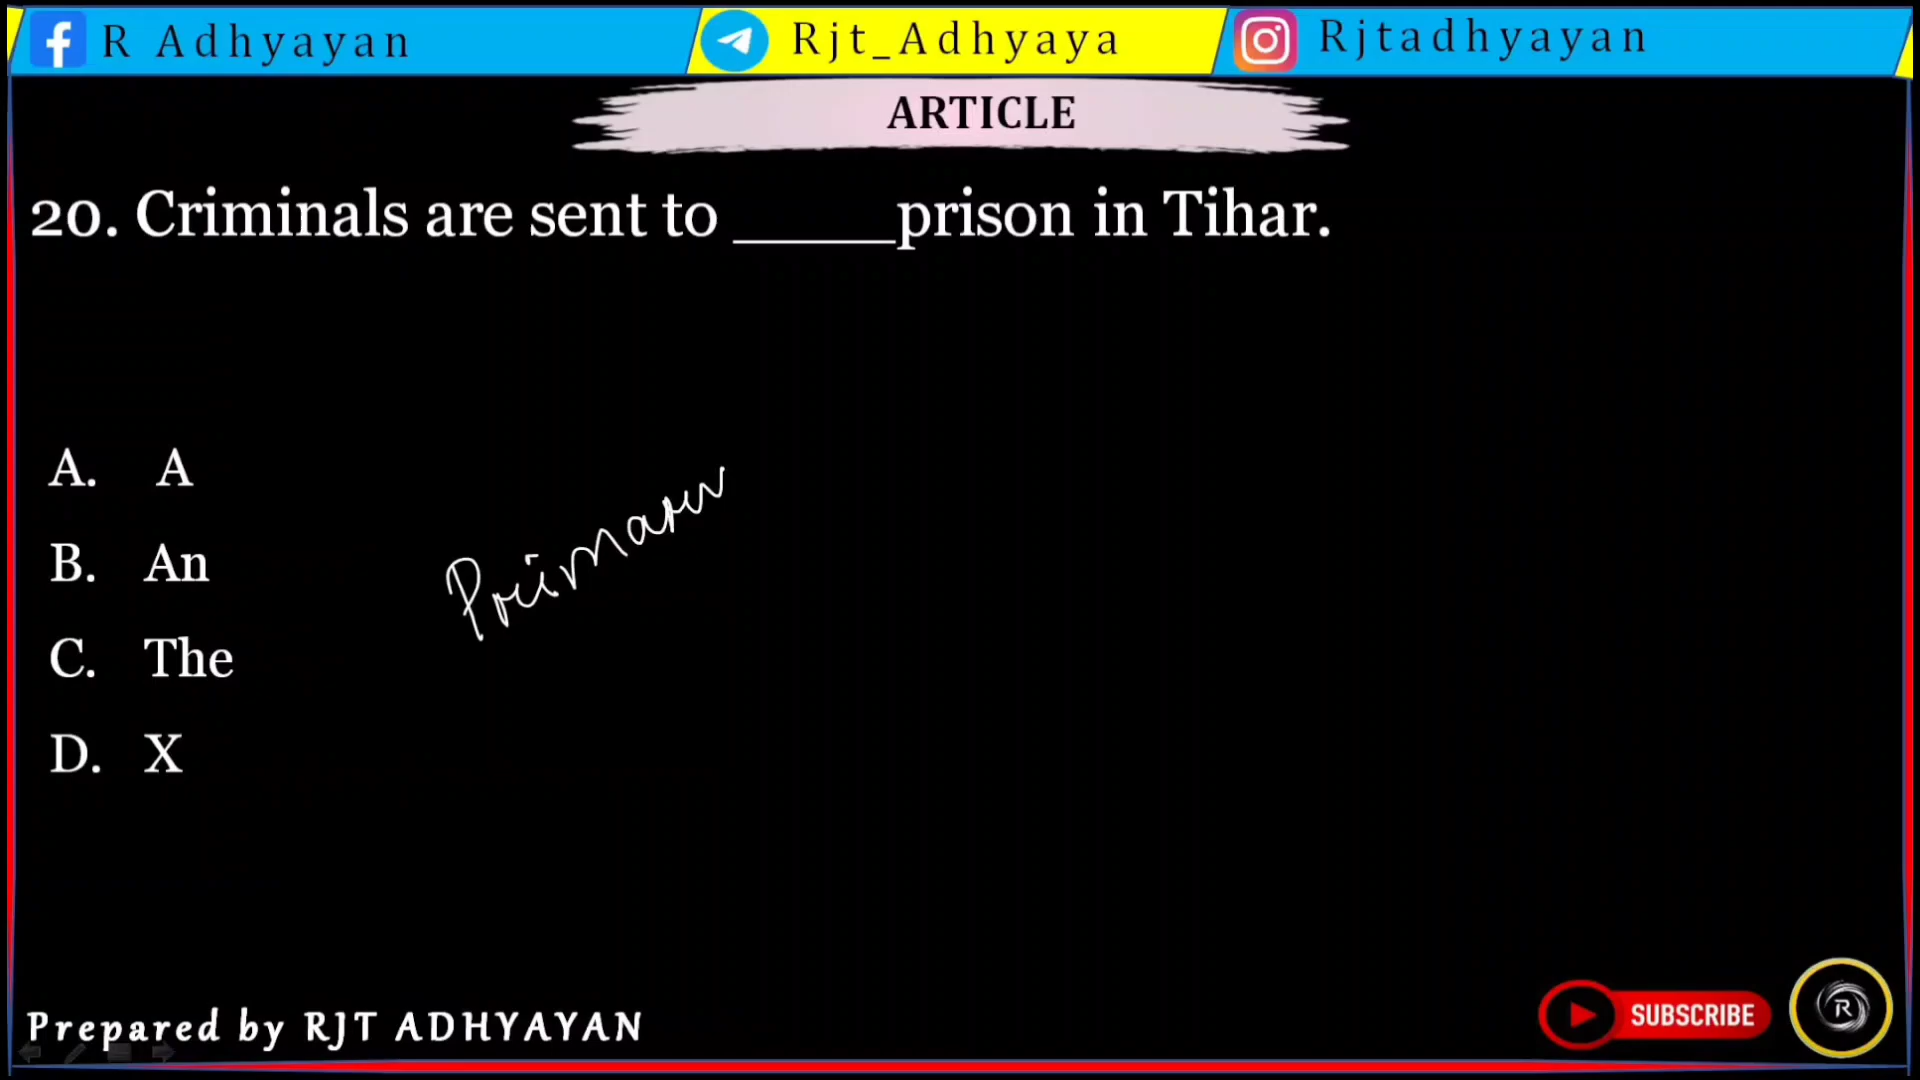 R Adhyayan Rjt_Adhyaya Rjtadhyayan
ARTICLE
20. Criminals are sent to _____prison in Tihar.
A. A
B. An
C. The
D. X
Prepared by RJT ADHYAYAN
SUBSCRIBE
R